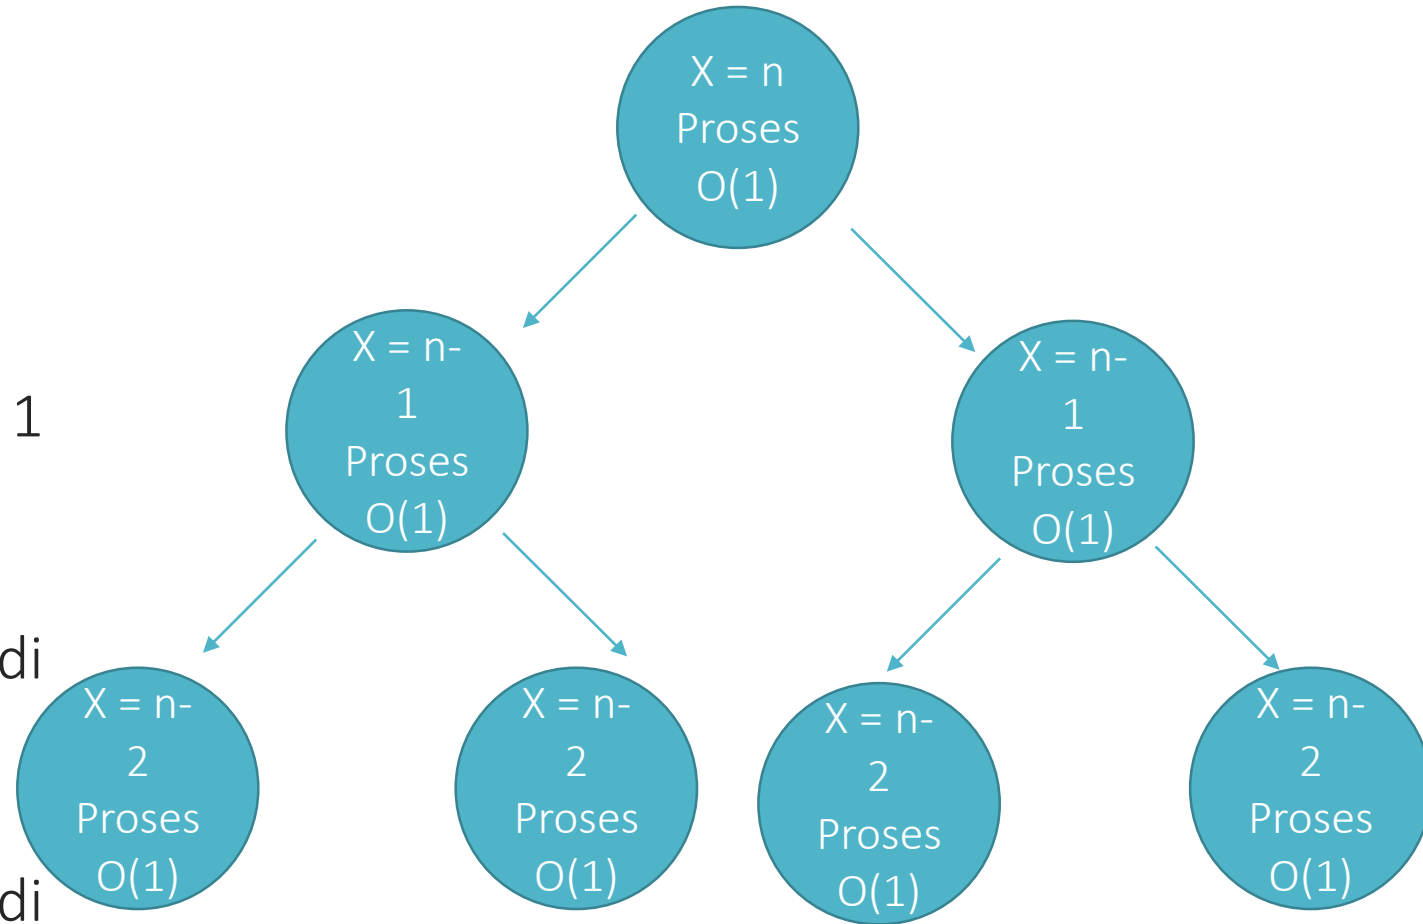 X = n
Proses
O(1)
X = n-
1
Proses
O(1)
X = n-
1
Proses
O(1)
1
di
X = n-
2
Proses
O(1)
X = n-
2
Proses
O(1)
X = n-
2
Proses
O(1)
X = n-
2
Proses
O(1)
di